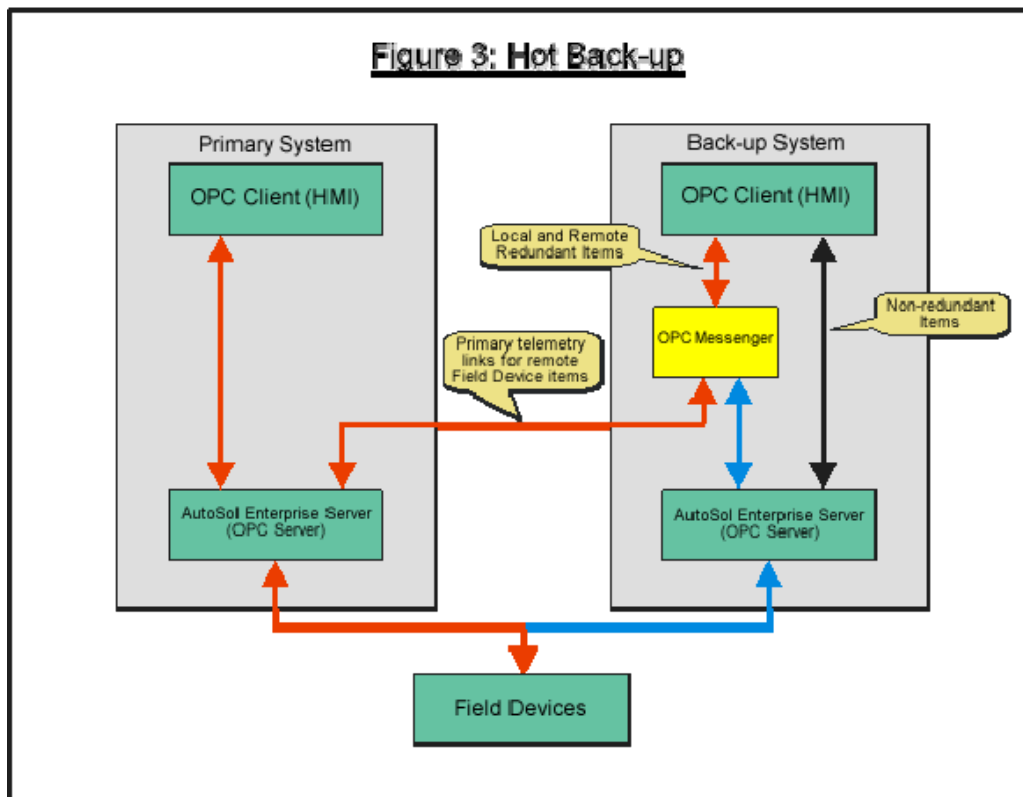 Figure 3: Hot Back-up
Primary System
OPC Client (HMI)
Back-up System
OPC Client (HMI)
Local and Remote
Redundant Items
Non-redundant
Items
OPC Messenger
Primary telemetry
links for remote
Field Device items
AutoSol Enterprise Server
(OPC Server)
AutoSol Enterprise Server
(OPC Server)
Field Devices